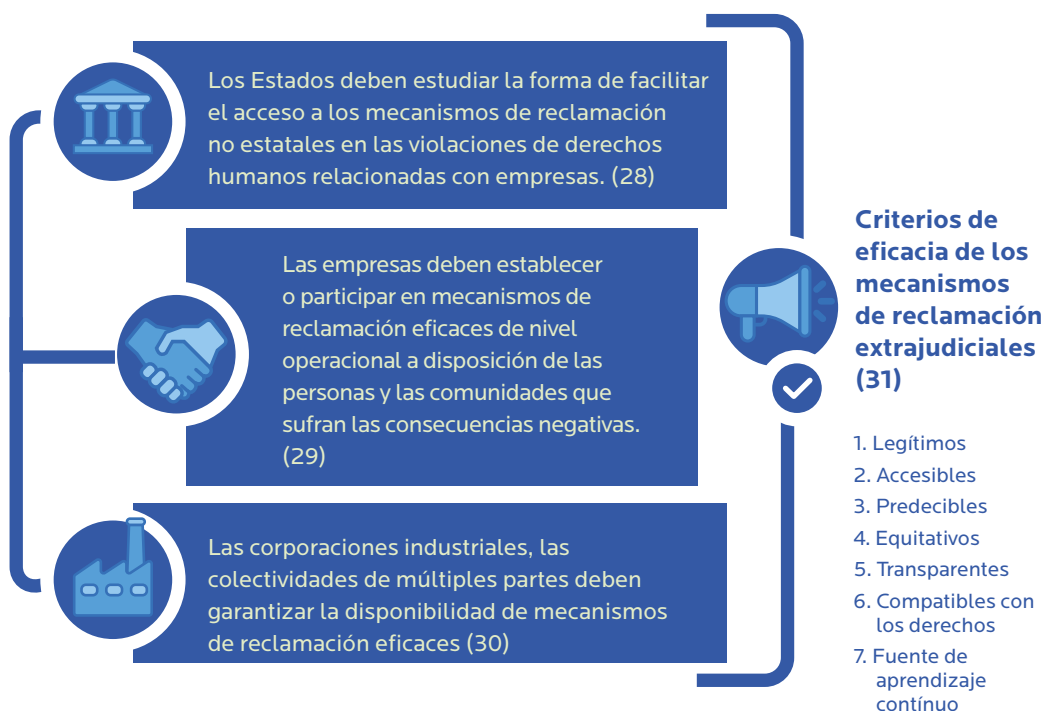 Los Estados deben estudiar la forma de facilitar
el acceso a los mecanismos de reclamación
no estatales en las violaciones de derechos
humanos relacionadas con empresas. (28)
Las empresas deben establecer
o participar en mecanismos de
reclamación eficaces de nivel
operacional a disposición de las
personas y las comunidades que
sufran las consecuencias negativas.
(29)
Las corporaciones industriales, las
colectividades de múltiples partes deben
garantizar la disponibilidad de mecanismos
de reclamación eficaces (30)
Criterios de
eficacia de los
mecanismos
de reclamación
extrajudiciales
(31)
1. Legítimos
2. Accesibles
3. Predecibles
4. Equitativos
5. Transparentes
6. Compatibles con
los derechos
7. Fuente de
aprendizaje
contínuo